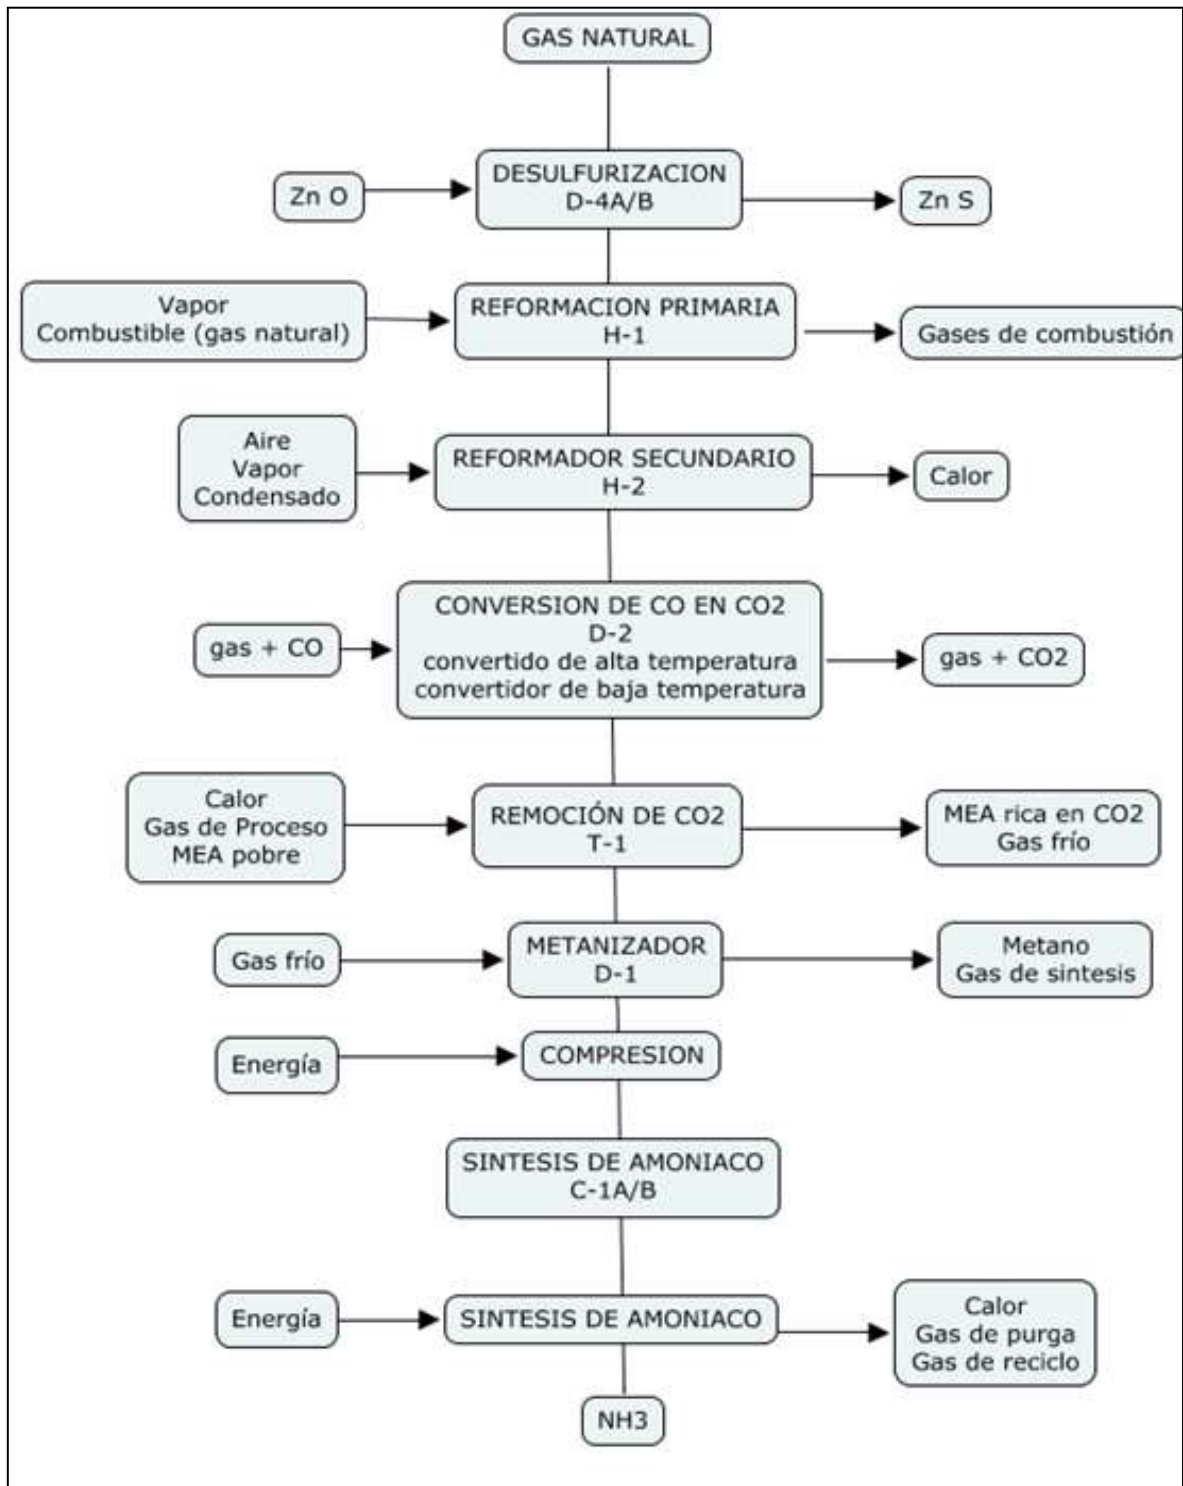 GAS NATURAL
Zn O
DESULFURIZACION
D-4A/B
Zn S
Vapor
Combustible (gas natural)
REFORMACION PRIMARIA
H-1
Gases de combustión
Aire
Vapor
Condensado
REFORMADOR SECUNDARIO
H-2
Calor
gas + CO
CONVERSION DE CO EN CO2
D-2
convertido de alta temperatura
convertidor de baja temperatura
gas + CO2
Calor
Gas de Proceso
MEA pobre
REMOCIÓN DE CO2
T-1
MEA rica en CO2
Gas frío
Gas frío
METANIZADOR
D-1
Metano
Gas de sintesis
Energía
COMPRESION
SINTESIS DE AMONIACO
C-1A/B
Energía
SINTESIS DE AMONIACO
Calor
Gas de purga
Gas de reciclo
NH3